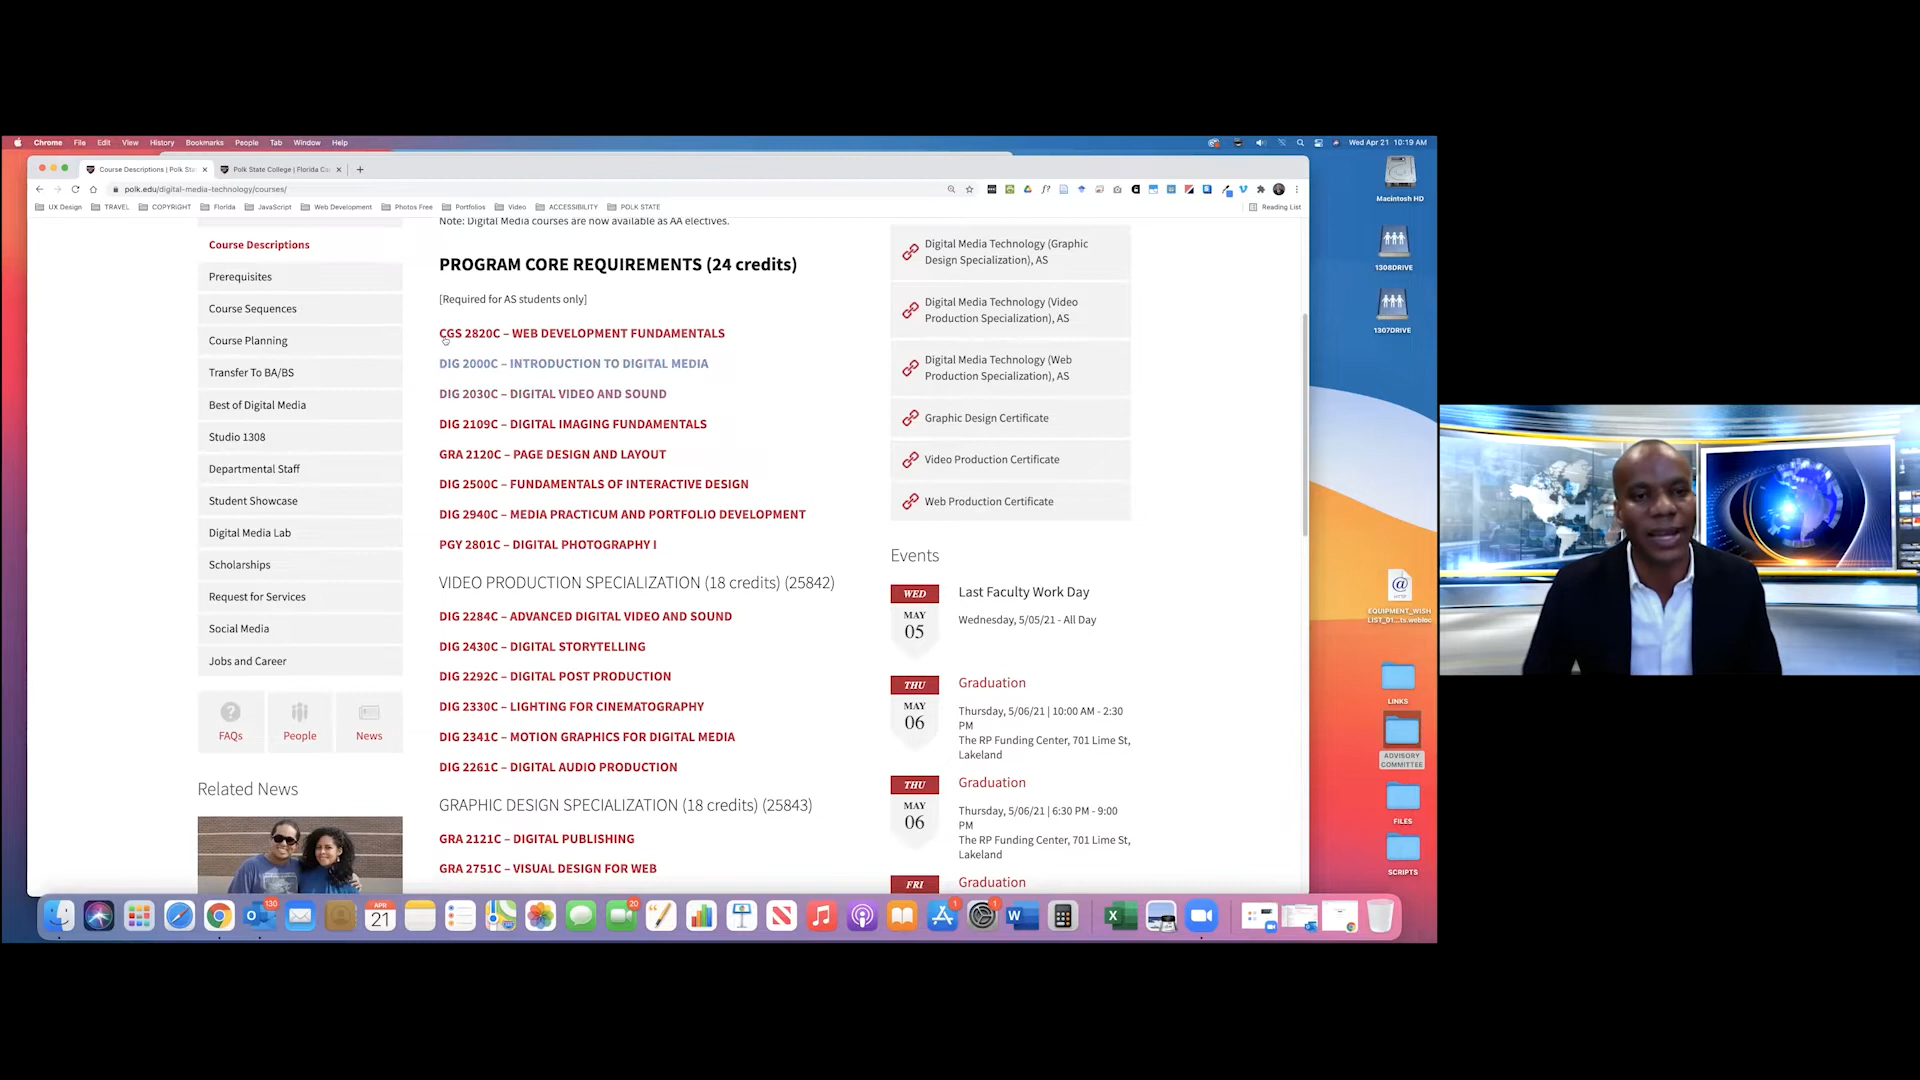 Chrome File Edit View History Bookmarks People Tab Window Help
Wed Apr 21 10:19 AM
Course Descriptions | Polk Sta
Polk State College | Florida Co
polk.edu/digital-media-technology/courses/
UX Design TRAVEL COPYRIGHT Florida JavaScript Web Development Photos Free Portfolios Video ACCESSIBILITY POLK STATE
Reading List
Course Descriptions
Prerequisites
Course Sequences
Course Planning
Transfer To BA/BS
Best of Digital Media
Studio 1308
Departmental Staff
Student Showcase
Digital Media Lab
Scholarships
Request for Services
Social Media
Jobs and Career
FAQs
People
News
Related News
Note: Digital Media courses are now available as AA electives.
PROGRAM CORE REQUIREMENTS (24 credits)
[Required for AS students only]
CGS 2820C – WEB DEVELOPMENT FUNDAMENTALS
DIG 2000C – INTRODUCTION TO DIGITAL MEDIA
DIG 2030C – DIGITAL VIDEO AND SOUND
DIG 2109C – DIGITAL IMAGING FUNDAMENTALS
GRA 2120C – PAGE DESIGN AND LAYOUT
DIG 2500C – FUNDAMENTALS OF INTERACTIVE DESIGN
DIG 2940C – MEDIA PRACTICUM AND PORTFOLIO DEVELOPMENT
PGY 2801C – DIGITAL PHOTOGRAPHY I
VIDEO PRODUCTION SPECIALIZATION (18 credits) (25842)
DIG 2284C – ADVANCED DIGITAL VIDEO AND SOUND
DIG 2430C – DIGITAL STORYTELLING
DIG 2292C – DIGITAL POST PRODUCTION
DIG 2330C – LIGHTING FOR CINEMATOGRAPHY
DIG 2341C – MOTION GRAPHICS FOR DIGITAL MEDIA
DIG 2261C – DIGITAL AUDIO PRODUCTION
GRAPHIC DESIGN SPECIALIZATION (18 credits) (25843)
GRA 2121C – DIGITAL PUBLISHING
GRA 2751C – VISUAL DESIGN FOR WEB
Digital Media Technology (Graphic
Design Specialization), AS
Digital Media Technology (Video
Production Specialization), AS
Digital Media Technology (Web
Production Specialization), AS
Graphic Design Certificate
Video Production Certificate
Web Production Certificate
Events
WED
MAY
05
Last Faculty Work Day
Wednesday, 5/05/21 - All Day
THU
MAY
06
Graduation
Thursday, 5/06/21 | 10:00 AM - 2:30
PM
The RP Funding Center, 701 Lime St,
Lakeland
THU
MAY
06
Graduation
Thursday, 5/06/21 | 6:30 PM - 9:00
PM
The RP Funding Center, 701 Lime St,
Lakeland
FRI
Graduation
Macintosh HD
1308DRIVE
1307DRIVE
EQUIPMENT_WISH
LIST_01...ts.webloc
LINKS
ADVISORY
COMMITTEE
FILES
SCRIPTS
130
APR
21
20
1
1